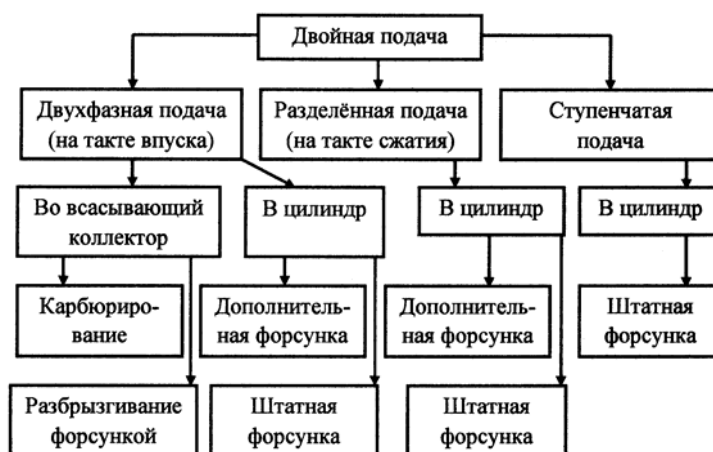 Двойная подача
Двухфазная подача
(на такте впуска)
Разделённая подача
(на такте сжатия)
Ступенчатая
подача
Во всасывающий
коллектор
В цилиндр
В цилиндр
В цилиндр
Карбюриро-
вание
Дополнитель-
ная форсунка
Дополнитель-
ная форсунка
Штатная
форсунка
Разбрызгивание
форсункой
Штатная
форсунка
Штатная
форсунка